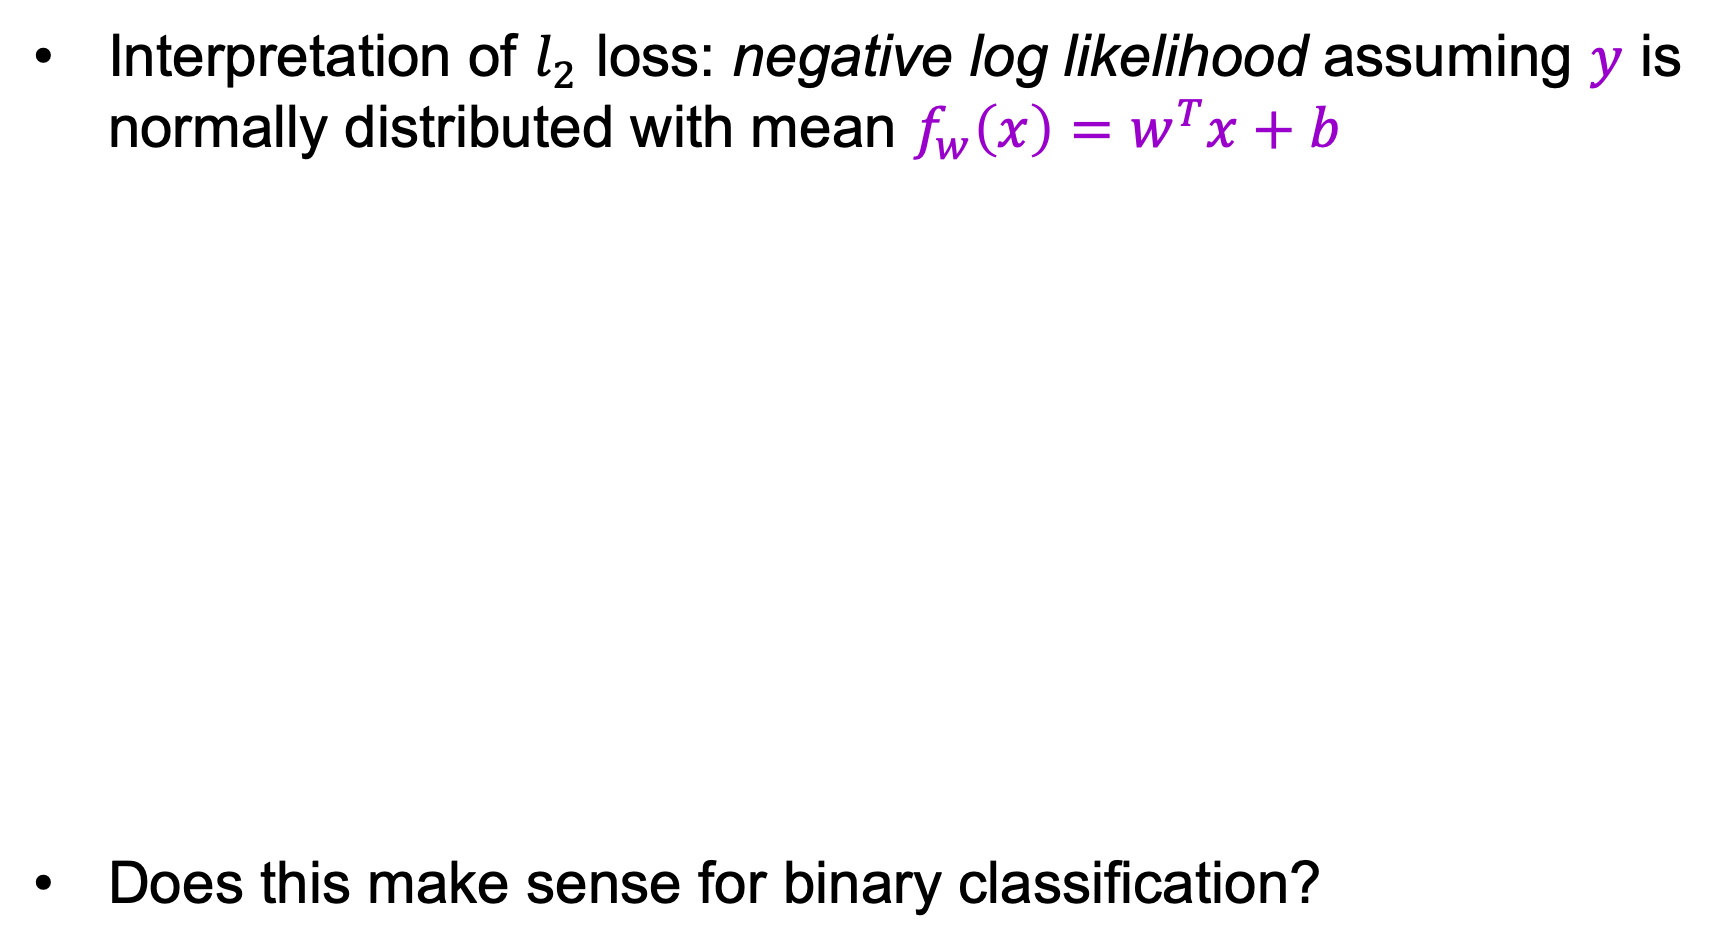 • Interpretation of l₂ loss: negative log likelihood assuming y is
normally distributed with mean f_w(x) = wᵀx + b
• Does this make sense for binary classification?